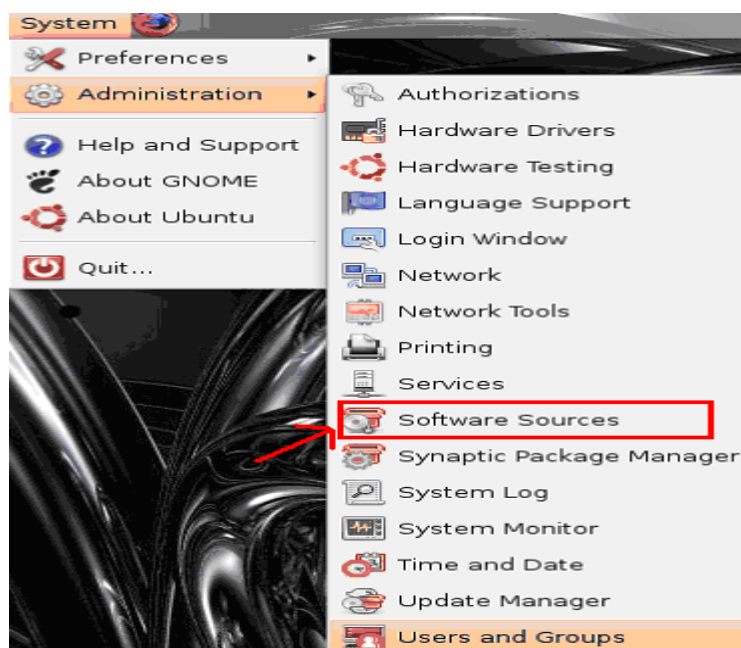 System
Preferences
Administration
Help and Support
About GNOME
About Ubuntu
Quit...
Authorizations
Hardware Drivers
Hardware Testing
Language Support
Login Window
Network
Network Tools
Printing
Services
Software Sources
Synaptic Package Manager
System Log
System Monitor
Time and Date
Update Manager
Users and Groups